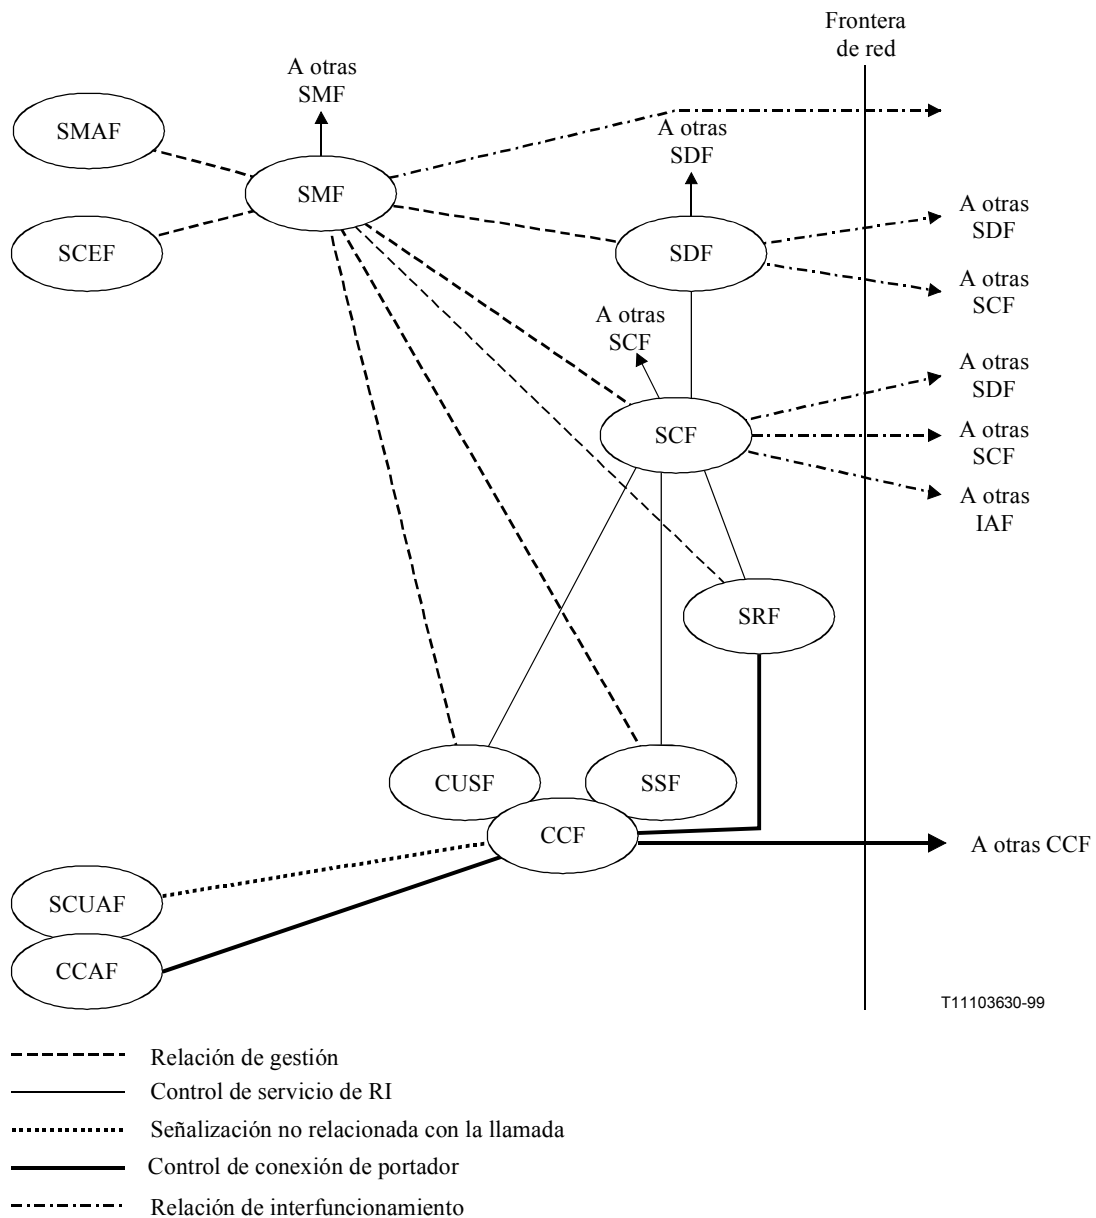 Frontera
de red
A otras
SMF
SMAF
A otras
SDF
SMF
A otras
SDF
SCEF
SDF
A otras
SCF
A otras
SCF
A otras
SDF
SCF
A otras
SCF
A otras
IAF
SRF
CUSF
SSF
CCF
A otras CCF
SCUAF
CCAF
T11103630-99
Relación de gestión
Control de servicio de RI
Señalización no relacionada con la llamada
Control de conexión de portador
Relación de interfuncionamiento